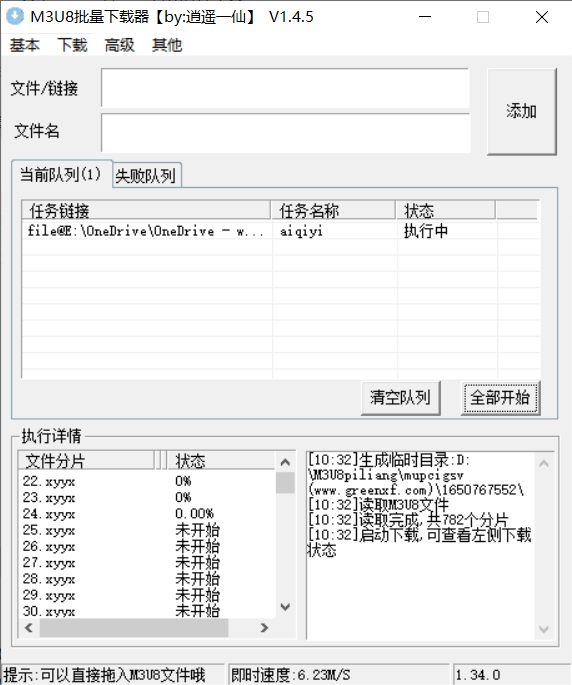 M3U8批量下载器【by:逍遥一仙】 V1.4.5
基本 下载 高级 其他
文件/链接
添加
文件名
当前队列(1) 失败队列
任务链接 任务名称 状态
file@E:\OneDrive\OneDrive - w... aiqiyi 执行中
清空队列 全部开始
执行详情
文件分片 状态
22.xyyx 0%
23.xyyx 0%
24.xyyx 0.00%
25.xyyx 未开始
26.xyyx 未开始
27.xyyx 未开始
28.xyyx 未开始
29.xyyx 未开始
30.xyyx 未开始
[10:32]生成临时目录:D:
\M3U8piliang\mupcigsv
(www.greenxf.com)\1650767552\
[10:32]读取M3U8文件
[10:32]读取完成,共782个分片
[10:32]启动下载,可查看左侧下载
状态
提示:可以直接拖入M3U8文件哦 即时速度:6.23M/S 1.34.0